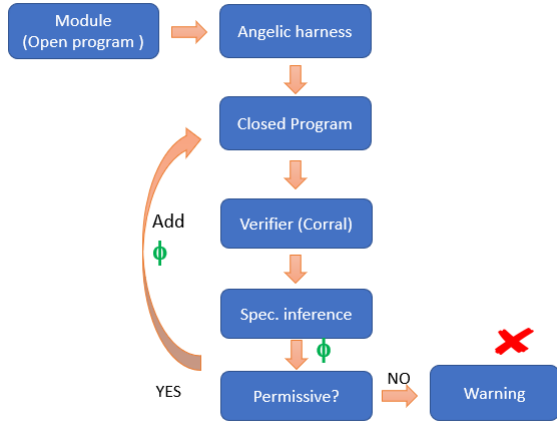 Module
(Open program )
Angelic harness
Closed Program
Add
ϕ
Verifier (Corral)
Spec. inference
ϕ
YES
Permissive?
NO
Warning